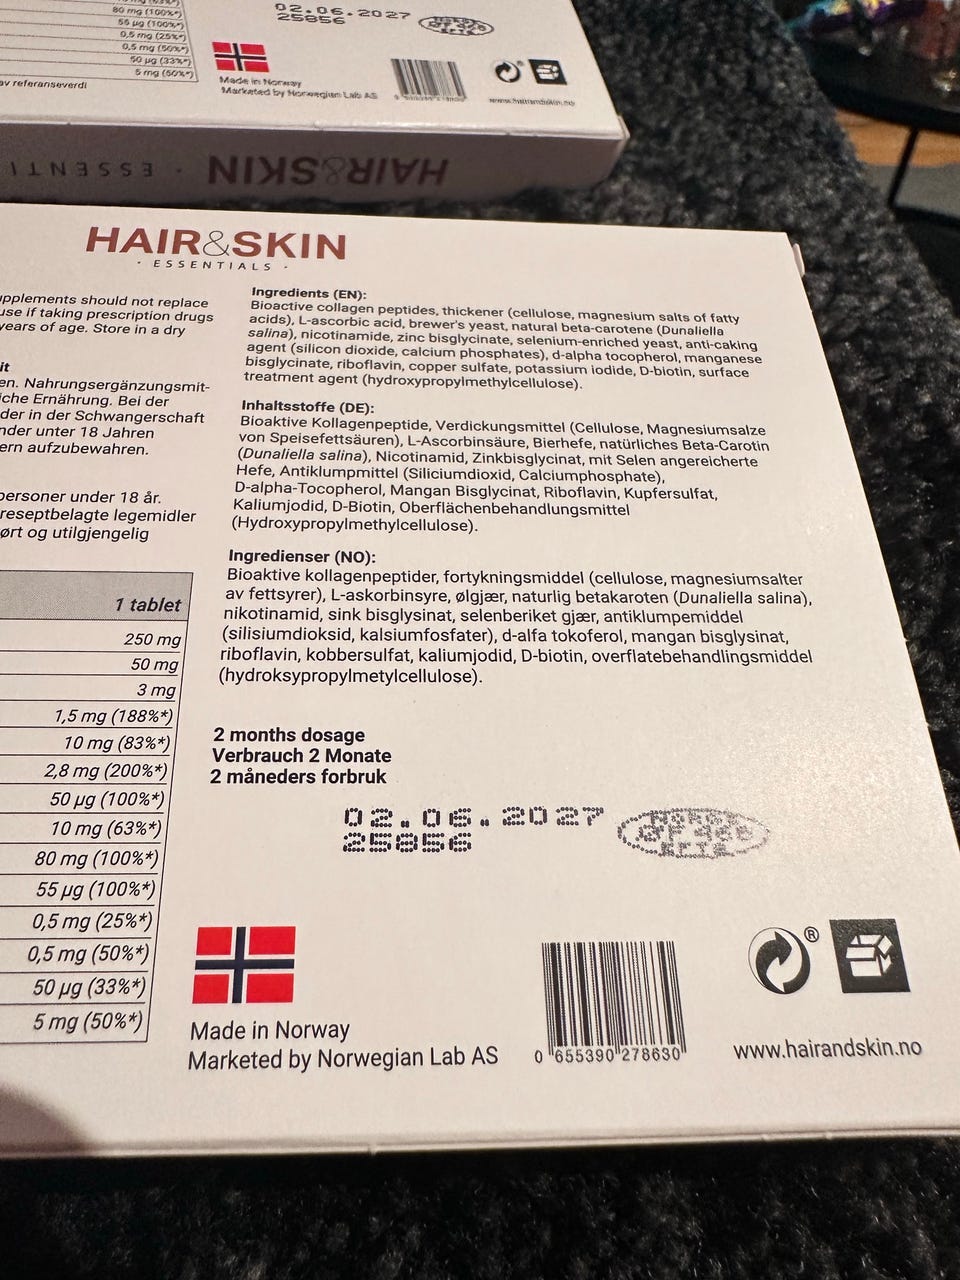 80 mg (100%*)
55 µg (100%*)
0,5 mg (25%*)
0,5 mg (50%*)
50 µg (33%*)
5 mg (50%*)
av referanseverdi
02.06.2027
25856
Made in Norway
Marketed by Norwegian Lab AS
www.hairandskin.no
HAIR&SKIN
· ESSENTI
HAIR&SKIN
· ESSENTIALS ·
upplements should not replace
use if taking prescription drugs
years of age. Store in a dry
it
en. Nahrungsergänzungsmit-
iche Ernährung. Bei der
der in der Schwangerschaft
nder unter 18 Jahren
ern aufzubewahren.
personer under 18 år.
reseptbelagte legemidler
ørt og utilgjengelig
1 tablet
250 mg
50 mg
3 mg
1,5 mg (188%*)
10 mg (83%*)
2,8 mg (200%*)
50 µg (100%*)
10 mg (63%*)
80 mg (100%*)
55 µg (100%*)
0,5 mg (25%*)
0,5 mg (50%*)
50 µg (33%*)
5 mg (50%*)
Ingredients (EN):
Bioactive collagen peptides, thickener (cellulose, magnesium salts of fatty
acids), L-ascorbic acid, brewer's yeast, natural beta-carotene (Dunaliella
salina), nicotinamide, zinc bisglycinate, selenium-enriched yeast, anti-caking
agent (silicon dioxide, calcium phosphates), d-alpha tocopherol, manganese
bisglycinate, riboflavin, copper sulfate, potassium iodide, D-biotin, surface
treatment agent (hydroxypropylmethylcellulose).
Inhaltsstoffe (DE):
Bioaktive Kollagenpeptide, Verdickungsmittel (Cellulose, Magnesiumsalze
von Speisefettsäuren), L-Ascorbinsäure, Bierhefe, natürliches Beta-Carotin
(Dunaliella salina), Nicotinamid, Zinkbisglycinat, mit Selen angereicherte
Hefe, Antiklumpmittel (Siliciumdioxid, Calciumphosphate),
D-alpha-Tocopherol, Mangan Bisglycinat, Riboflavin, Kupfersulfat,
Kaliumjodid, D-Biotin, Oberflächenbehandlungsmittel
(Hydroxypropylmethylcellulose).
Ingredienser (NO):
Bioaktive kollagenpeptider, fortykningsmiddel (cellulose, magnesiumsalter
av fettsyrer), L-askorbinsyre, ølgjær, naturlig betakaroten (Dunaliella salina),
nikotinamid, sink bisglysinat, selenberiket gjær, antiklumpemiddel
(silisiumdioksid, kalsiumfosfater), d-alfa tokoferol, mangan bisglysinat,
riboflavin, kobbersulfat, kaliumjodid, D-biotin, overflatebehandlingsmiddel
(hydroksypropylmetylcellulose).
2 months dosage
Verbrauch 2 Monate
2 måneders forbruk
02.06.2027
25856
NORGE
EFTA
Made in Norway
Marketed by Norwegian Lab AS
0 655390 278630
®
www.hairandskin.no